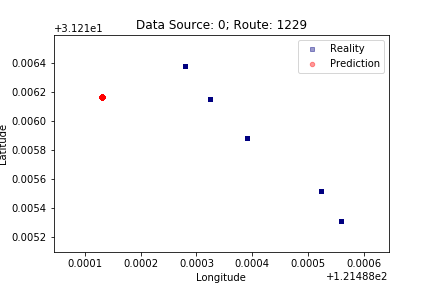 Data Source: 0; Route: 1229
+3.121e1
Reality
Prediction
0.0064
0.0062
0.0060
0.0058
0.0056
0.0054
0.0052
Latitude
0.0001 0.0002 0.0003 0.0004 0.0005 0.0006
Longitude
+1.21488e2